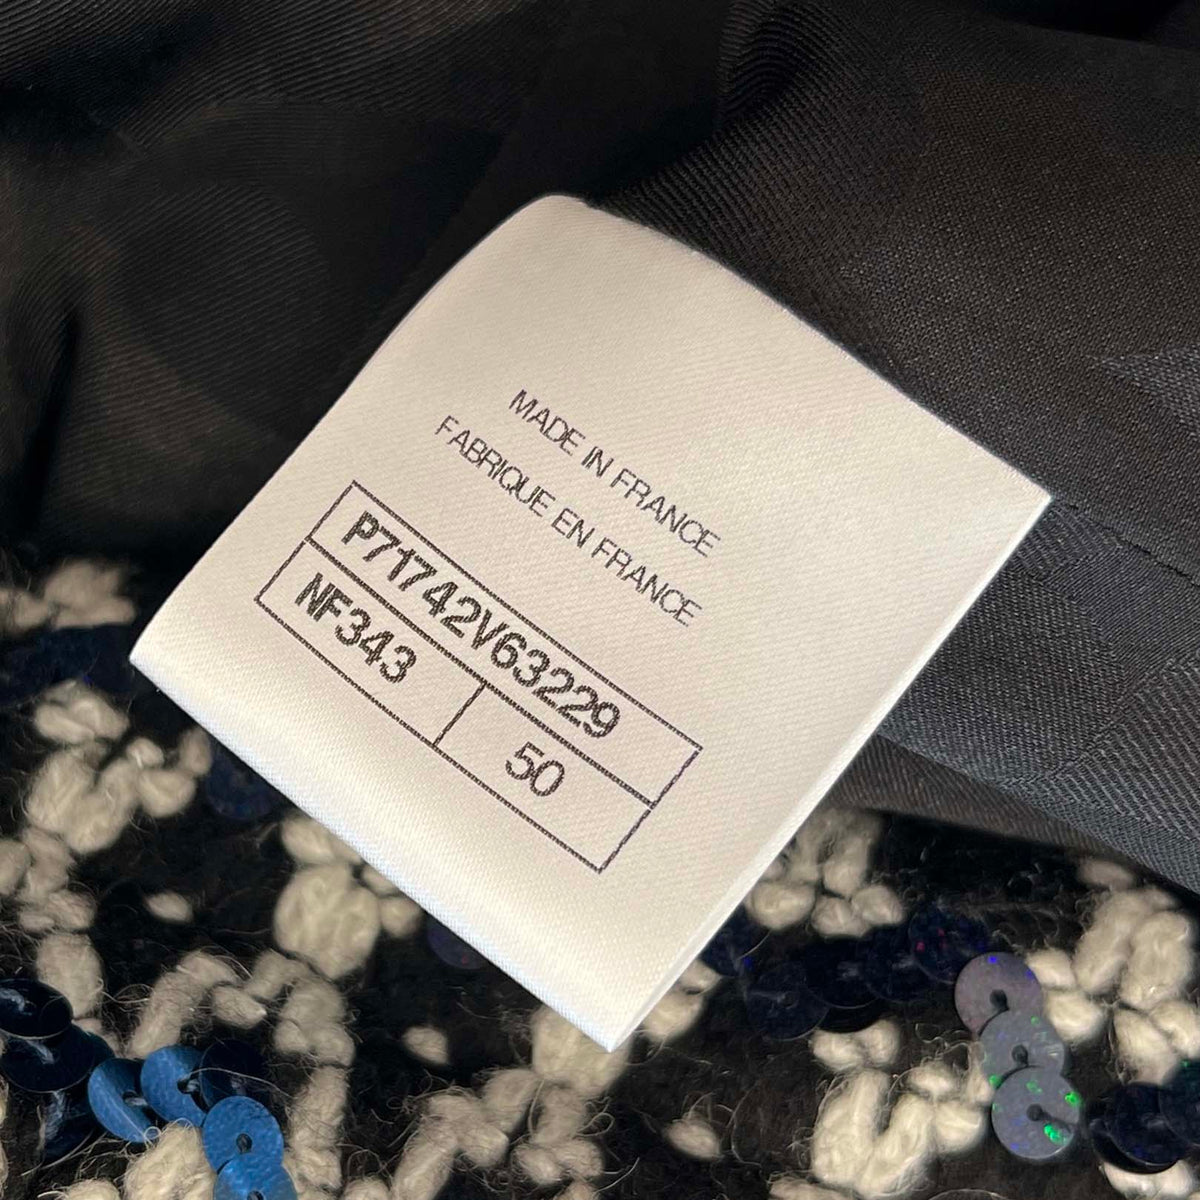 MADE IN FRANCE
FABRIQUE EN FRANCE
P71742V63229
NF343 50